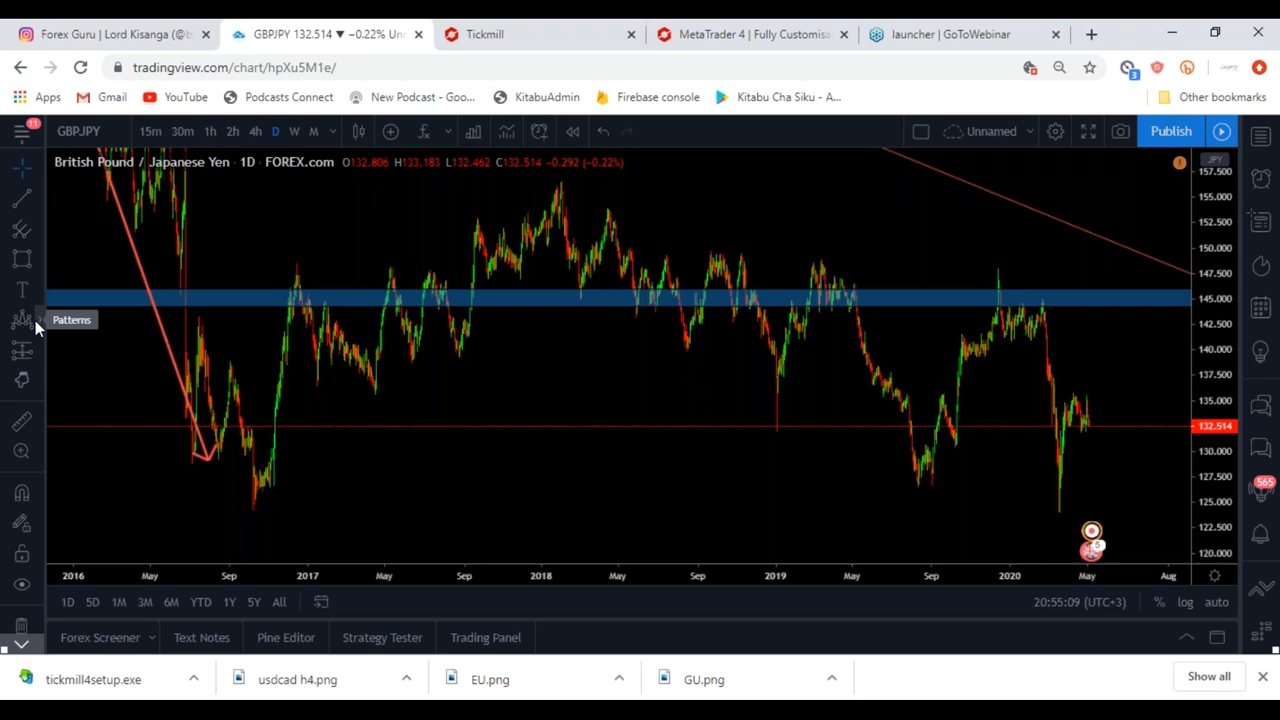 Forex Guru | Lord Kisanga (@b
GBPJPY 132.514 ▼ −0.22% Un
Tickmill
MetaTrader 4 | Fully Customisa
launcher | GoToWebinar
tradingview.com/chart/hpXu5M1e/
3
Apps
Gmail
YouTube
Podcasts Connect
New Podcast - Goo...
KitabuAdmin
Firebase console
Kitabu Cha Siku - A...
Other bookmarks
11
GBPJPY
15m 30m 1h 2h 4h D W M
Unnamed
Publish
British Pound / Japanese Yen · 1D · FOREX.com O132.806 H133.183 L132.462 C132.514 −0.292 (−0.22%)
JPY
157.500
155.000
152.500
150.000
147.500
145.000
142.500
140.000
137.500
135.000
132.514
130.000
127.500
125.000
122.500
120.000
Patterns
565
5
2016 May Sep 2017 May Sep 2018 May Sep 2019 May Sep 2020 May Aug
1D 5D 1M 3M 6M YTD 1Y 5Y All
20:55:09 (UTC+3) % log auto
Forex Screener Text Notes Pine Editor Strategy Tester Trading Panel
tickmill4setup.exe
usdcad h4.png
EU.png
GU.png
Show all